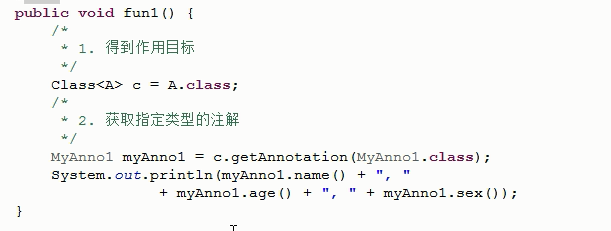 public void fun1() {
/*
* 1. 得到作用目标
*/
Class<A> c = A.class;
/*
* 2. 获取指定类型的注解
*/
MyAnno1 myAnno1 = c.getAnnotation(MyAnno1.class);
System.out.println(myAnno1.name() + ", "
+ myAnno1.age() + ", " + myAnno1.sex());
}